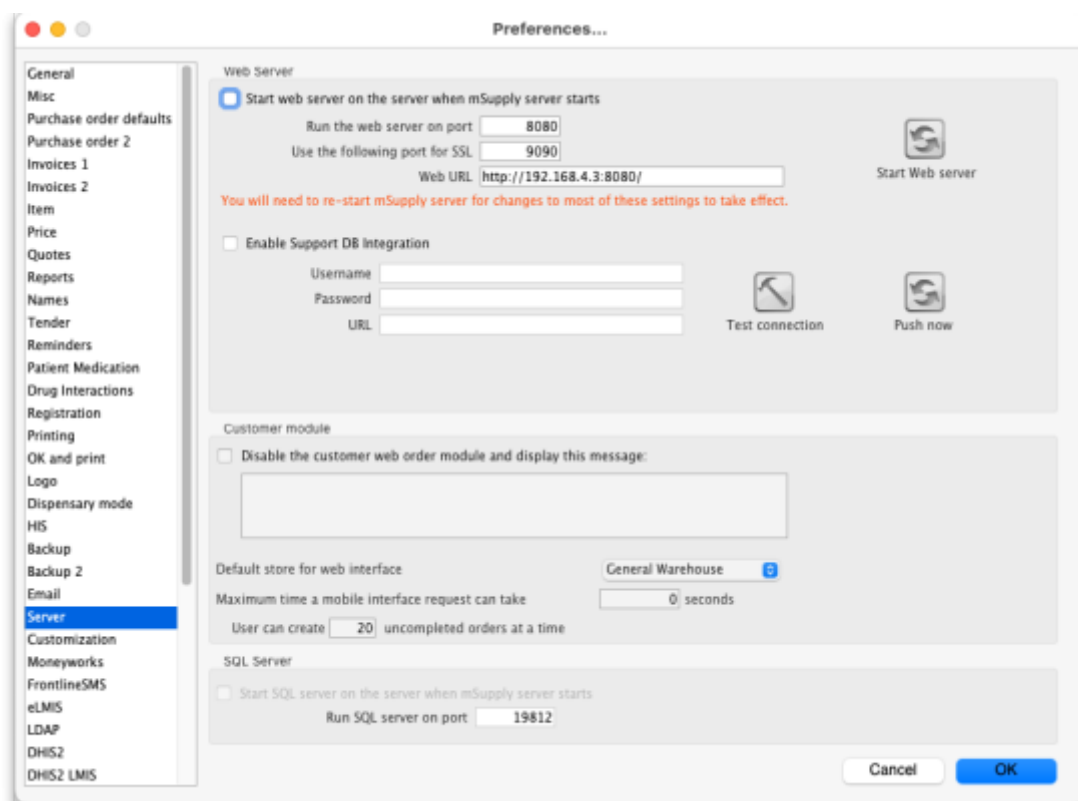 Preferences...
General
Misc
Purchase order defaults
Purchase order 2
Invoices 1
Invoices 2
Item
Price
Quotes
Reports
Names
Tender
Reminders
Patient Medication
Drug Interactions
Registration
Printing
OK and print
Logo
Dispensary mode
HIS
Backup
Backup 2
Email
Server
Customization
Moneyworks
FrontlineSMS
eLMIS
LDAP
DHIS2
DHIS2 LMIS
Web Server
Start web server on the server when mSupply server starts
Run the web server on port 8080
Use the following port for SSL 9090
Web URL http://192.168.4.3:8080/
Start Web server
You will need to re-start mSupply server for changes to most of these settings to take effect.
Enable Support DB Integration
Username
Password
URL
Test connection
Push now
Customer module
Disable the customer web order module and display this message:
Default store for web interface General Warehouse
Maximum time a mobile interface request can take 0 seconds
User can create 20 uncompleted orders at a time
SQL Server
Start SQL server on the server when mSupply server starts
Run SQL server on port 19812
Cancel
OK